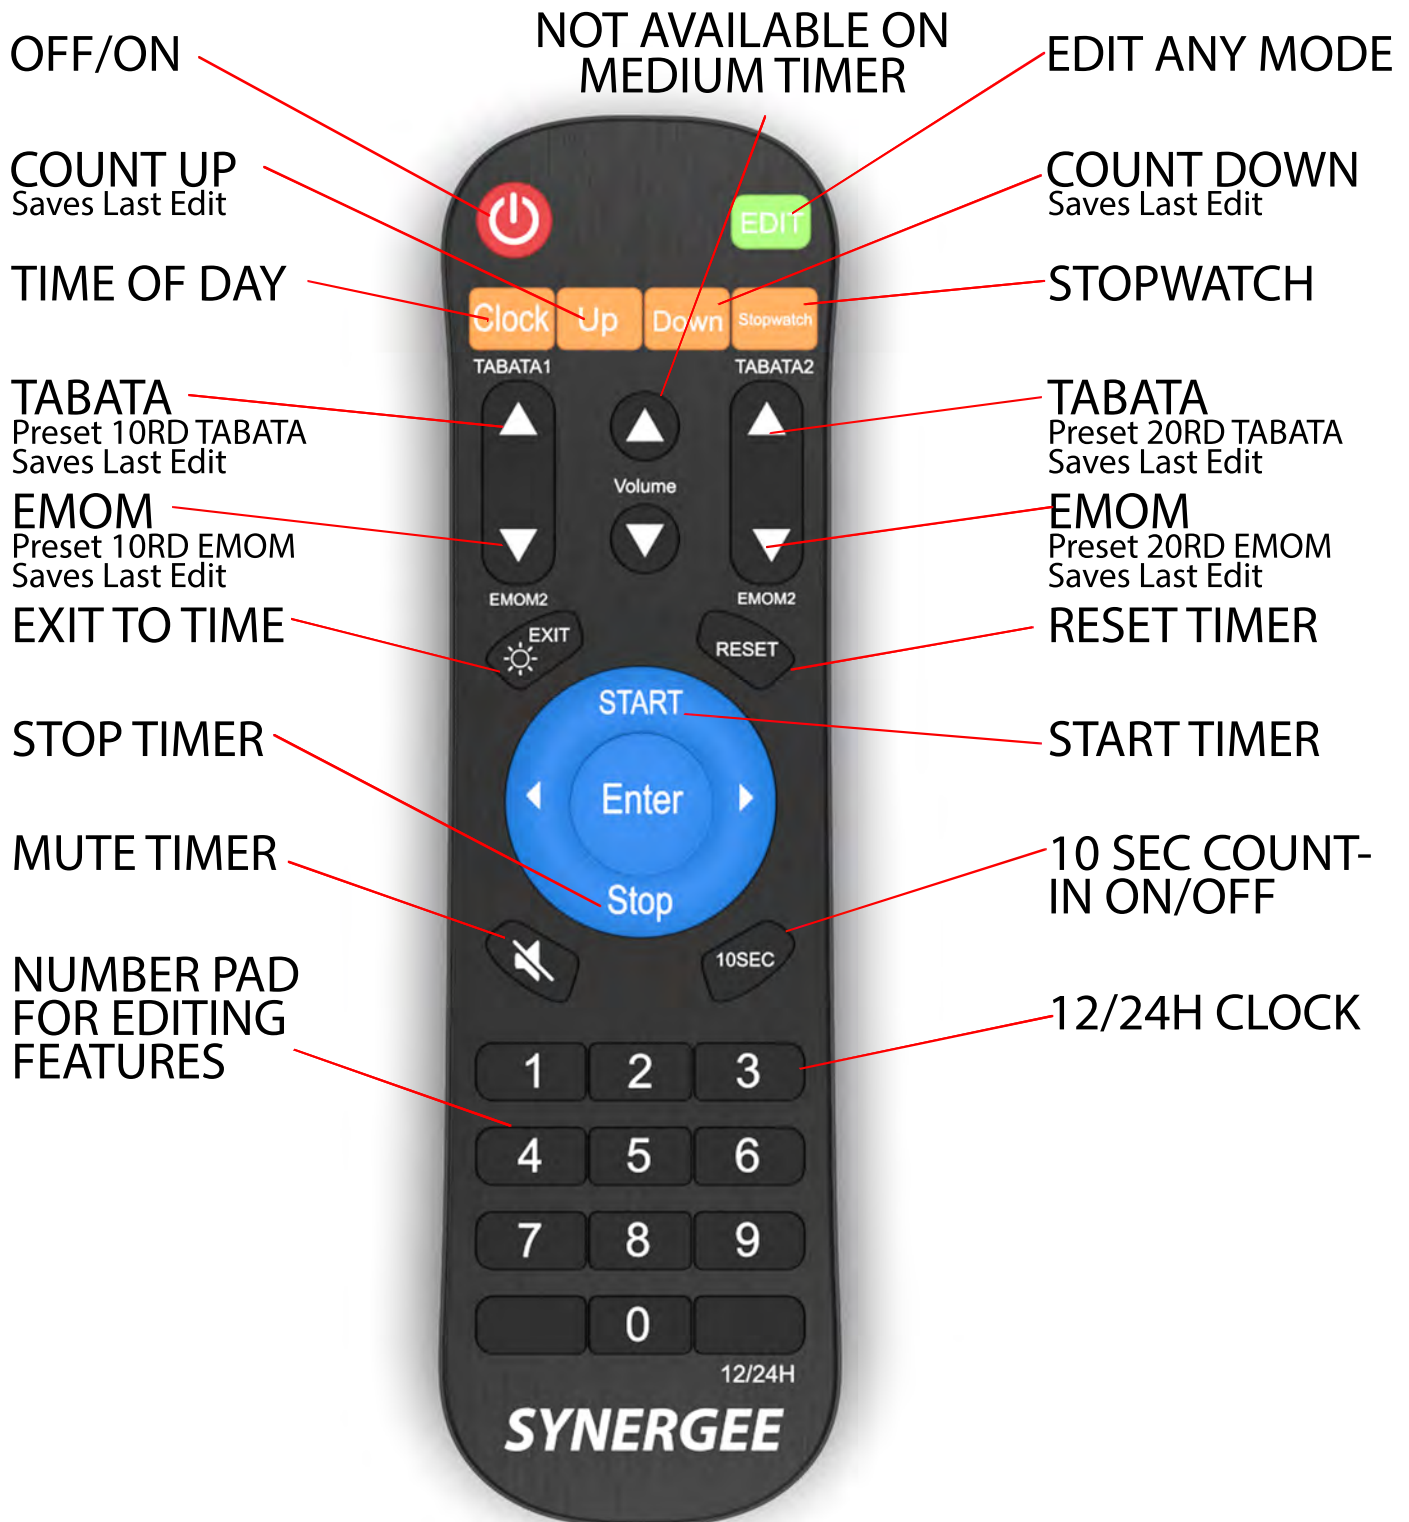 OFF/ON
NOT AVAILABLE ON
MEDIUM TIMER
EDIT ANY MODE
COUNT UP
Saves Last Edit
COUNT DOWN
Saves Last Edit
TIME OF DAY
STOPWATCH
EDIT
Clock
Up
Down
Stopwatch
TABATA1
TABATA2
TABATA
Preset 10RD TABATA
Saves Last Edit
TABATA
Preset 20RD TABATA
Saves Last Edit
Volume
EMOM
Preset 10RD EMOM
Saves Last Edit
EMOM
Preset 20RD EMOM
Saves Last Edit
EMOM2
EMOM2
EXIT TO TIME
EXIT
RESET
RESET TIMER
START
STOP TIMER
START TIMER
Enter
MUTE TIMER
10 SEC COUNT-
IN ON/OFF
Stop
10SEC
NUMBER PAD
FOR EDITING
FEATURES
12/24H CLOCK
1 2 3
4 5 6
7 8 9
0
12/24H
SYNERGEE